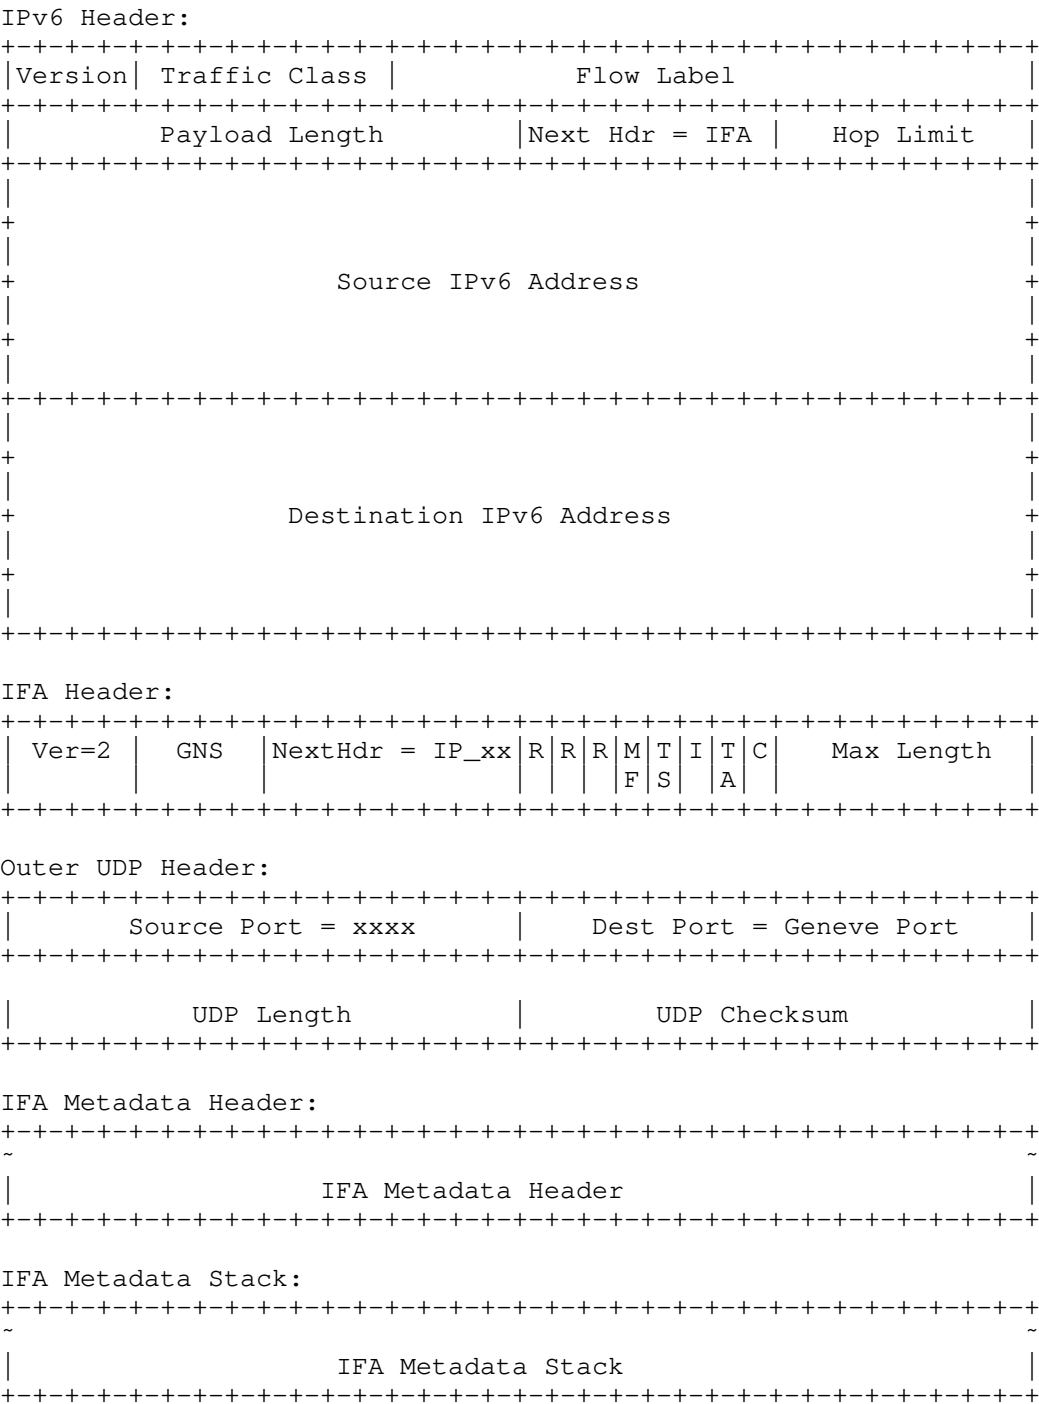 IPv6 Header:
+-+-+-+-+-+-+-+-+-+-+-+-+-+-+-+-+-+-+-+-+-+-+-+-+-+-+-+-+-+-+-+-+
|Version| Traffic Class |           Flow Label                  |
+-+-+-+-+-+-+-+-+-+-+-+-+-+-+-+-+-+-+-+-+-+-+-+-+-+-+-+-+-+-+-+-+
|         Payload Length        |Next Hdr = IFA |   Hop Limit   |
+-+-+-+-+-+-+-+-+-+-+-+-+-+-+-+-+-+-+-+-+-+-+-+-+-+-+-+-+-+-+-+-+
|                                                               |
+                                                               +
|                                                               |
+                    Source IPv6 Address                        +
|                                                               |
+                                                               +
|                                                               |
+-+-+-+-+-+-+-+-+-+-+-+-+-+-+-+-+-+-+-+-+-+-+-+-+-+-+-+-+-+-+-+-+
|                                                               |
+                                                               +
|                                                               |
+                 Destination IPv6 Address                      +
|                                                               |
+                                                               +
|                                                               |
+-+-+-+-+-+-+-+-+-+-+-+-+-+-+-+-+-+-+-+-+-+-+-+-+-+-+-+-+-+-+-+-+
IFA Header:
+-+-+-+-+-+-+-+-+-+-+-+-+-+-+-+-+-+-+-+-+-+-+-+-+-+-+-+-+-+-+-+-+
| Ver=2 |  GNS  |NextHdr = IP_xx|R|R|R|M|T|I|T|C|   Max Length  |
|       |       |               | | | |F|S| |A| |               |
+-+-+-+-+-+-+-+-+-+-+-+-+-+-+-+-+-+-+-+-+-+-+-+-+-+-+-+-+-+-+-+-+
Outer UDP Header:
+-+-+-+-+-+-+-+-+-+-+-+-+-+-+-+-+-+-+-+-+-+-+-+-+-+-+-+-+-+-+-+-+
|       Source Port = xxxx      |    Dest Port = Geneve Port    |
+-+-+-+-+-+-+-+-+-+-+-+-+-+-+-+-+-+-+-+-+-+-+-+-+-+-+-+-+-+-+-+-+
|           UDP Length          |        UDP Checksum           |
+-+-+-+-+-+-+-+-+-+-+-+-+-+-+-+-+-+-+-+-+-+-+-+-+-+-+-+-+-+-+-+-+
IFA Metadata Header:
+-+-+-+-+-+-+-+-+-+-+-+-+-+-+-+-+-+-+-+-+-+-+-+-+-+-+-+-+-+-+-+-+
~                                                               ~
|                   IFA Metadata Header                         |
+-+-+-+-+-+-+-+-+-+-+-+-+-+-+-+-+-+-+-+-+-+-+-+-+-+-+-+-+-+-+-+-+
IFA Metadata Stack:
+-+-+-+-+-+-+-+-+-+-+-+-+-+-+-+-+-+-+-+-+-+-+-+-+-+-+-+-+-+-+-+-+
~                                                               ~
|                    IFA Metadata Stack                         |
+-+-+-+-+-+-+-+-+-+-+-+-+-+-+-+-+-+-+-+-+-+-+-+-+-+-+-+-+-+-+-+-+